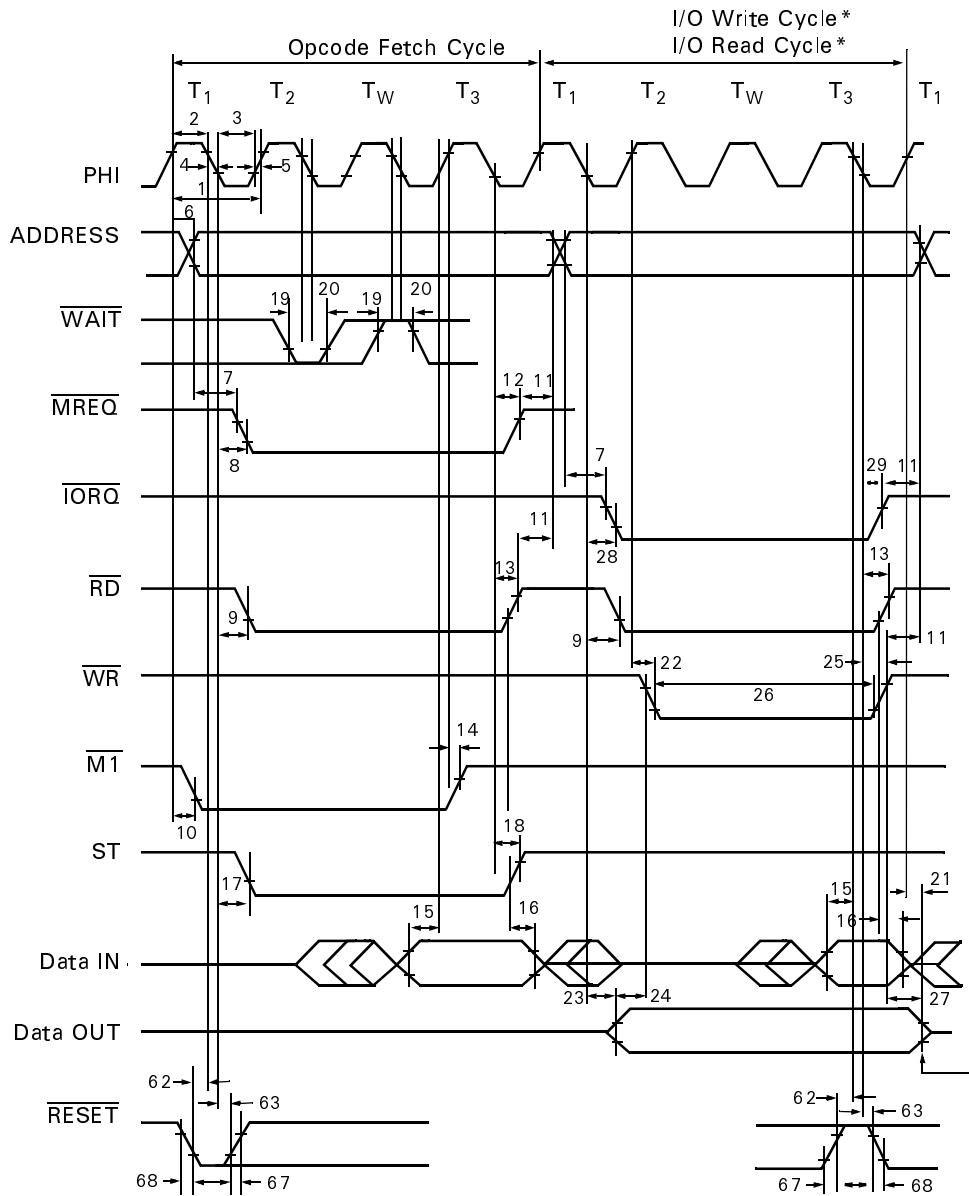 I/O Write Cycle*
Opcode Fetch Cycle I/O Read Cycle*
T1 T2 TW T3 T1 T2 TW T3 T1
2 3
PHI 4 5
1
6
ADDRESS
19 20 19 20
WAIT
7 12 11
MREQ
8
7 29 11
IORQ
11 28
13 13
RD
9 9 11
22 25
WR
26
14
M1
10
18
ST
17 15 21
15 16 16
Data IN
23 24 27
Data OUT
62 63 62 63
RESET
68 67 67 68